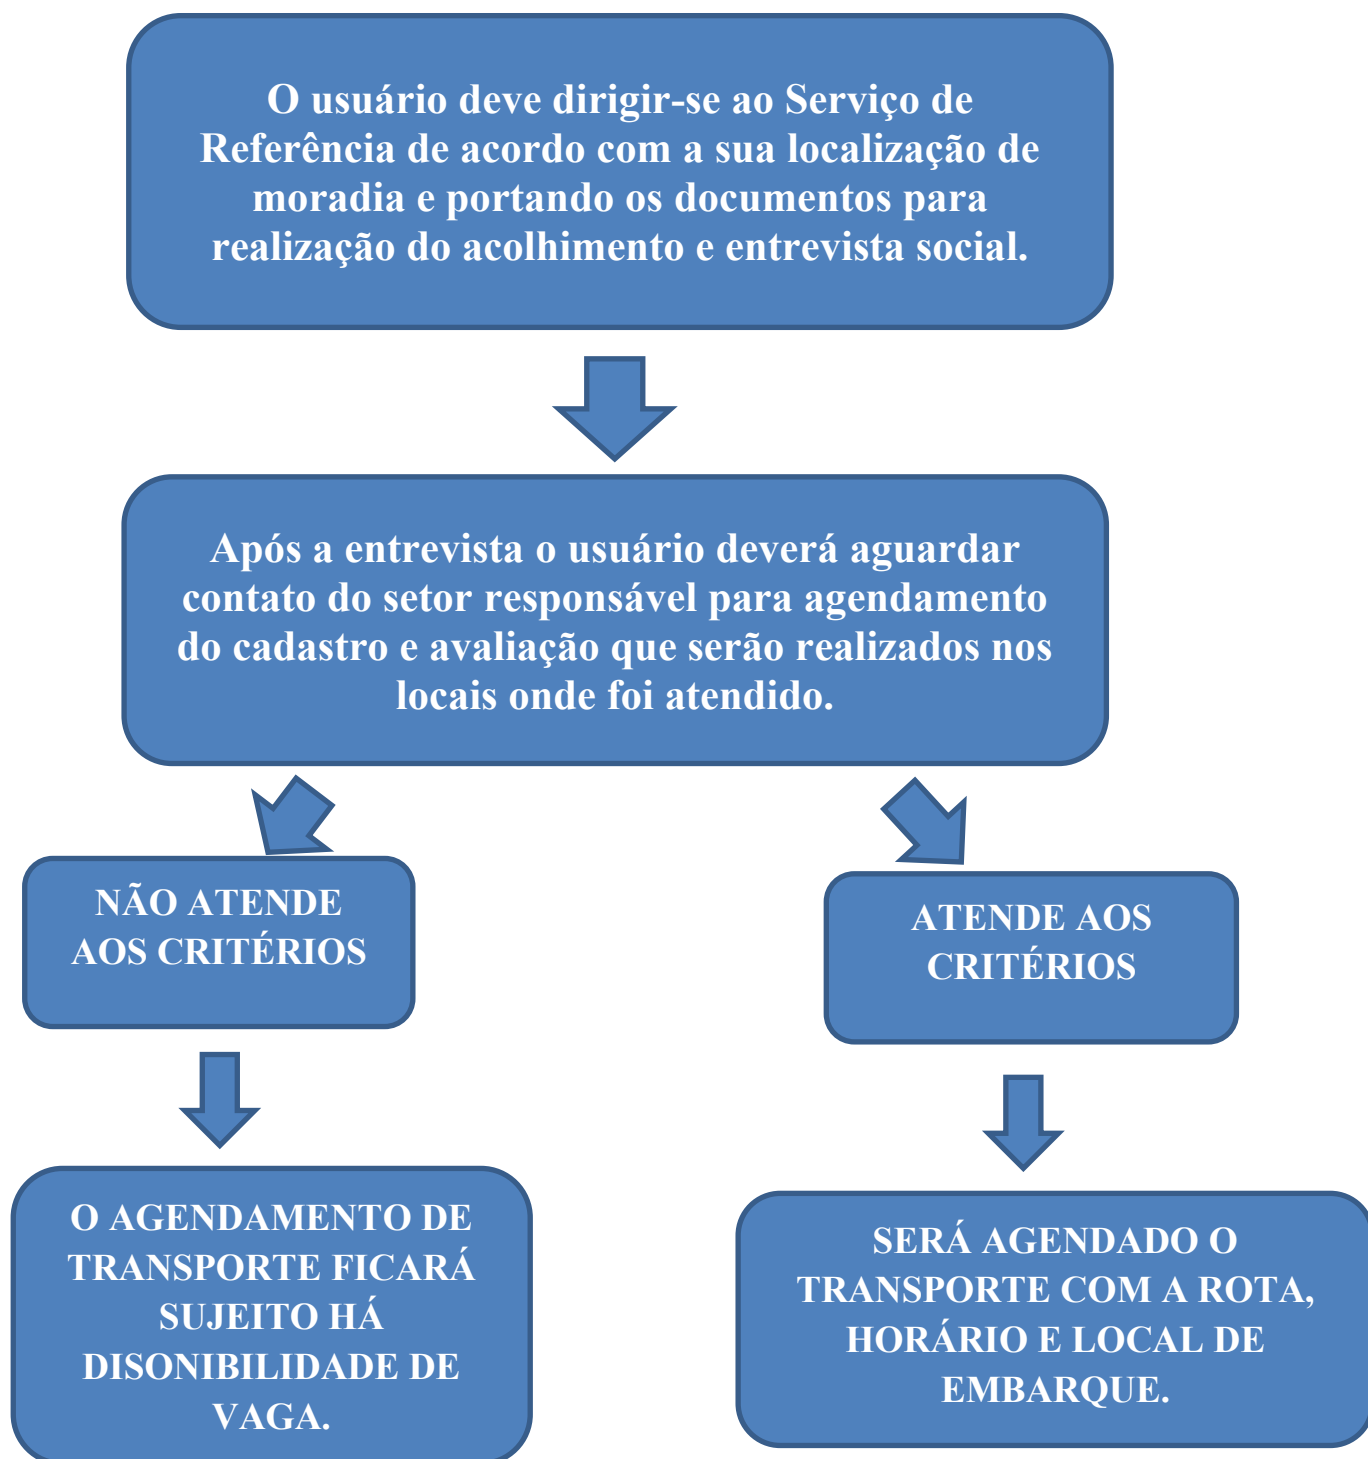 O usuário deve dirigir-se ao Serviço de
Referência de acordo com a sua localização de
moradia e portando os documentos para
realização do acolhimento e entrevista social.
Após a entrevista o usuário deverá aguardar
contato do setor responsável para agendamento
do cadastro e avaliação que serão realizados nos
locais onde foi atendido.
NÃO ATENDE
AOS CRITÉRIOS
ATENDE AOS
CRITÉRIOS
O AGENDAMENTO DE
TRANSPORTE FICARÁ
SUJEITO HÁ
DISONIBILIDADE DE
VAGA.
SERÁ AGENDADO O
TRANSPORTE COM A ROTA,
HORÁRIO E LOCAL DE
EMBARQUE.